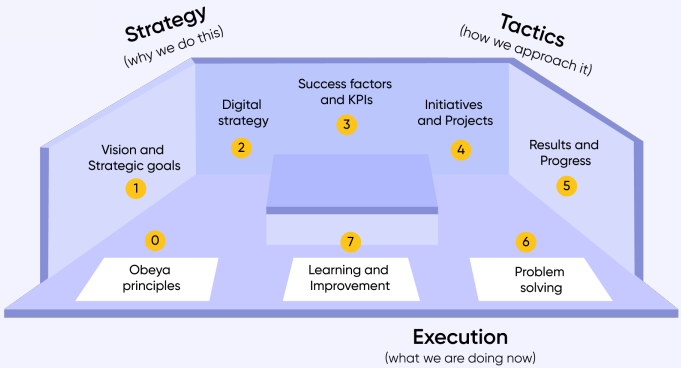 Strategy
(why we do this)
Tactics
(how we approach it)
Vision and
Strategic goals
1
Digital
strategy
2
Success factors
and KPIs
3
Initiatives
and Projects
4
Results and
Progress
5
0
Obeya
principles
7
Learning and
Improvement
6
Problem
solving
Execution
(what we are doing now)